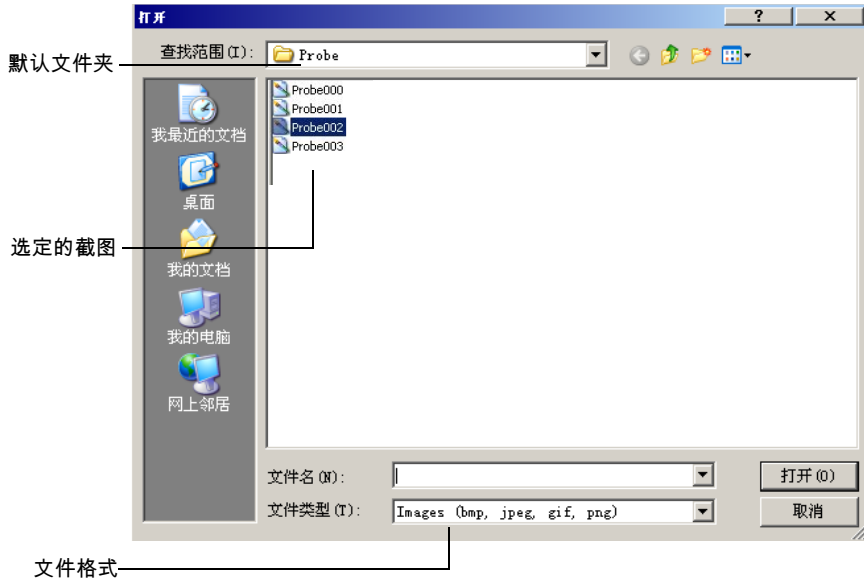 打开
? ×
查找范围(I): Probe
默认文件夹
Probe000
Probe001
Probe002
Probe003
我最近的文档
桌面
选定的截图
我的文档
我的电脑
网上邻居
文件名(N): 打开(O)
文件类型(T): Images (bmp, jpeg, gif, png) 取消
文件格式